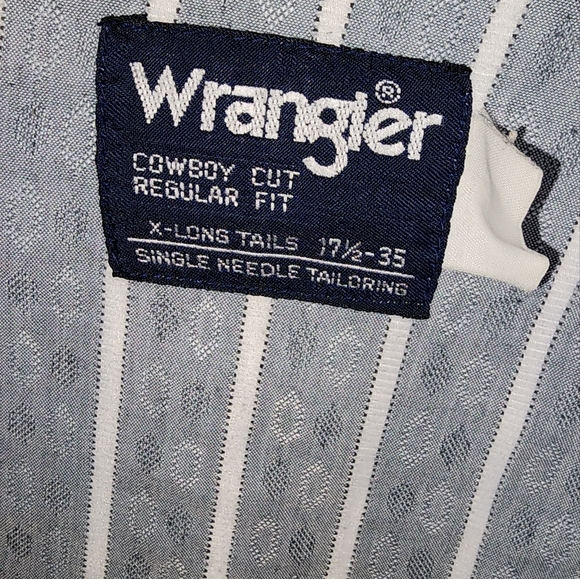 Wrangler®
COWBOY CUT
REGULAR FIT
X-LONG TAILS 17½-35
SINGLE NEEDLE TAILORING